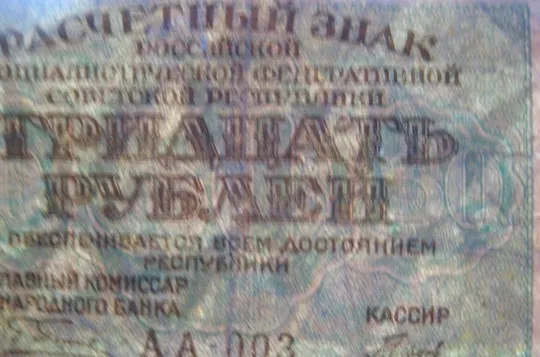 РАСЧЕТНЫЙ ЗНАК
РОССИЙСКОЙ
ОЦИАЛИСТИЧЕСКОЙ ФЕДЕРАТИВНОЙ
СОВЕТСКОЙ РЕСПУБЛИКИ
ТРИДЦАТЬ
РУБЛЕЙ
ОБЕСПЕЧИВАЕТСЯ ВСЕМ ДОСТОЯНИЕМ
РЕСПУБЛИКИ
ЛАВНЫЙ КОМИССАР
НАРОДНОГО БАНКА
КАССИР
АА-003